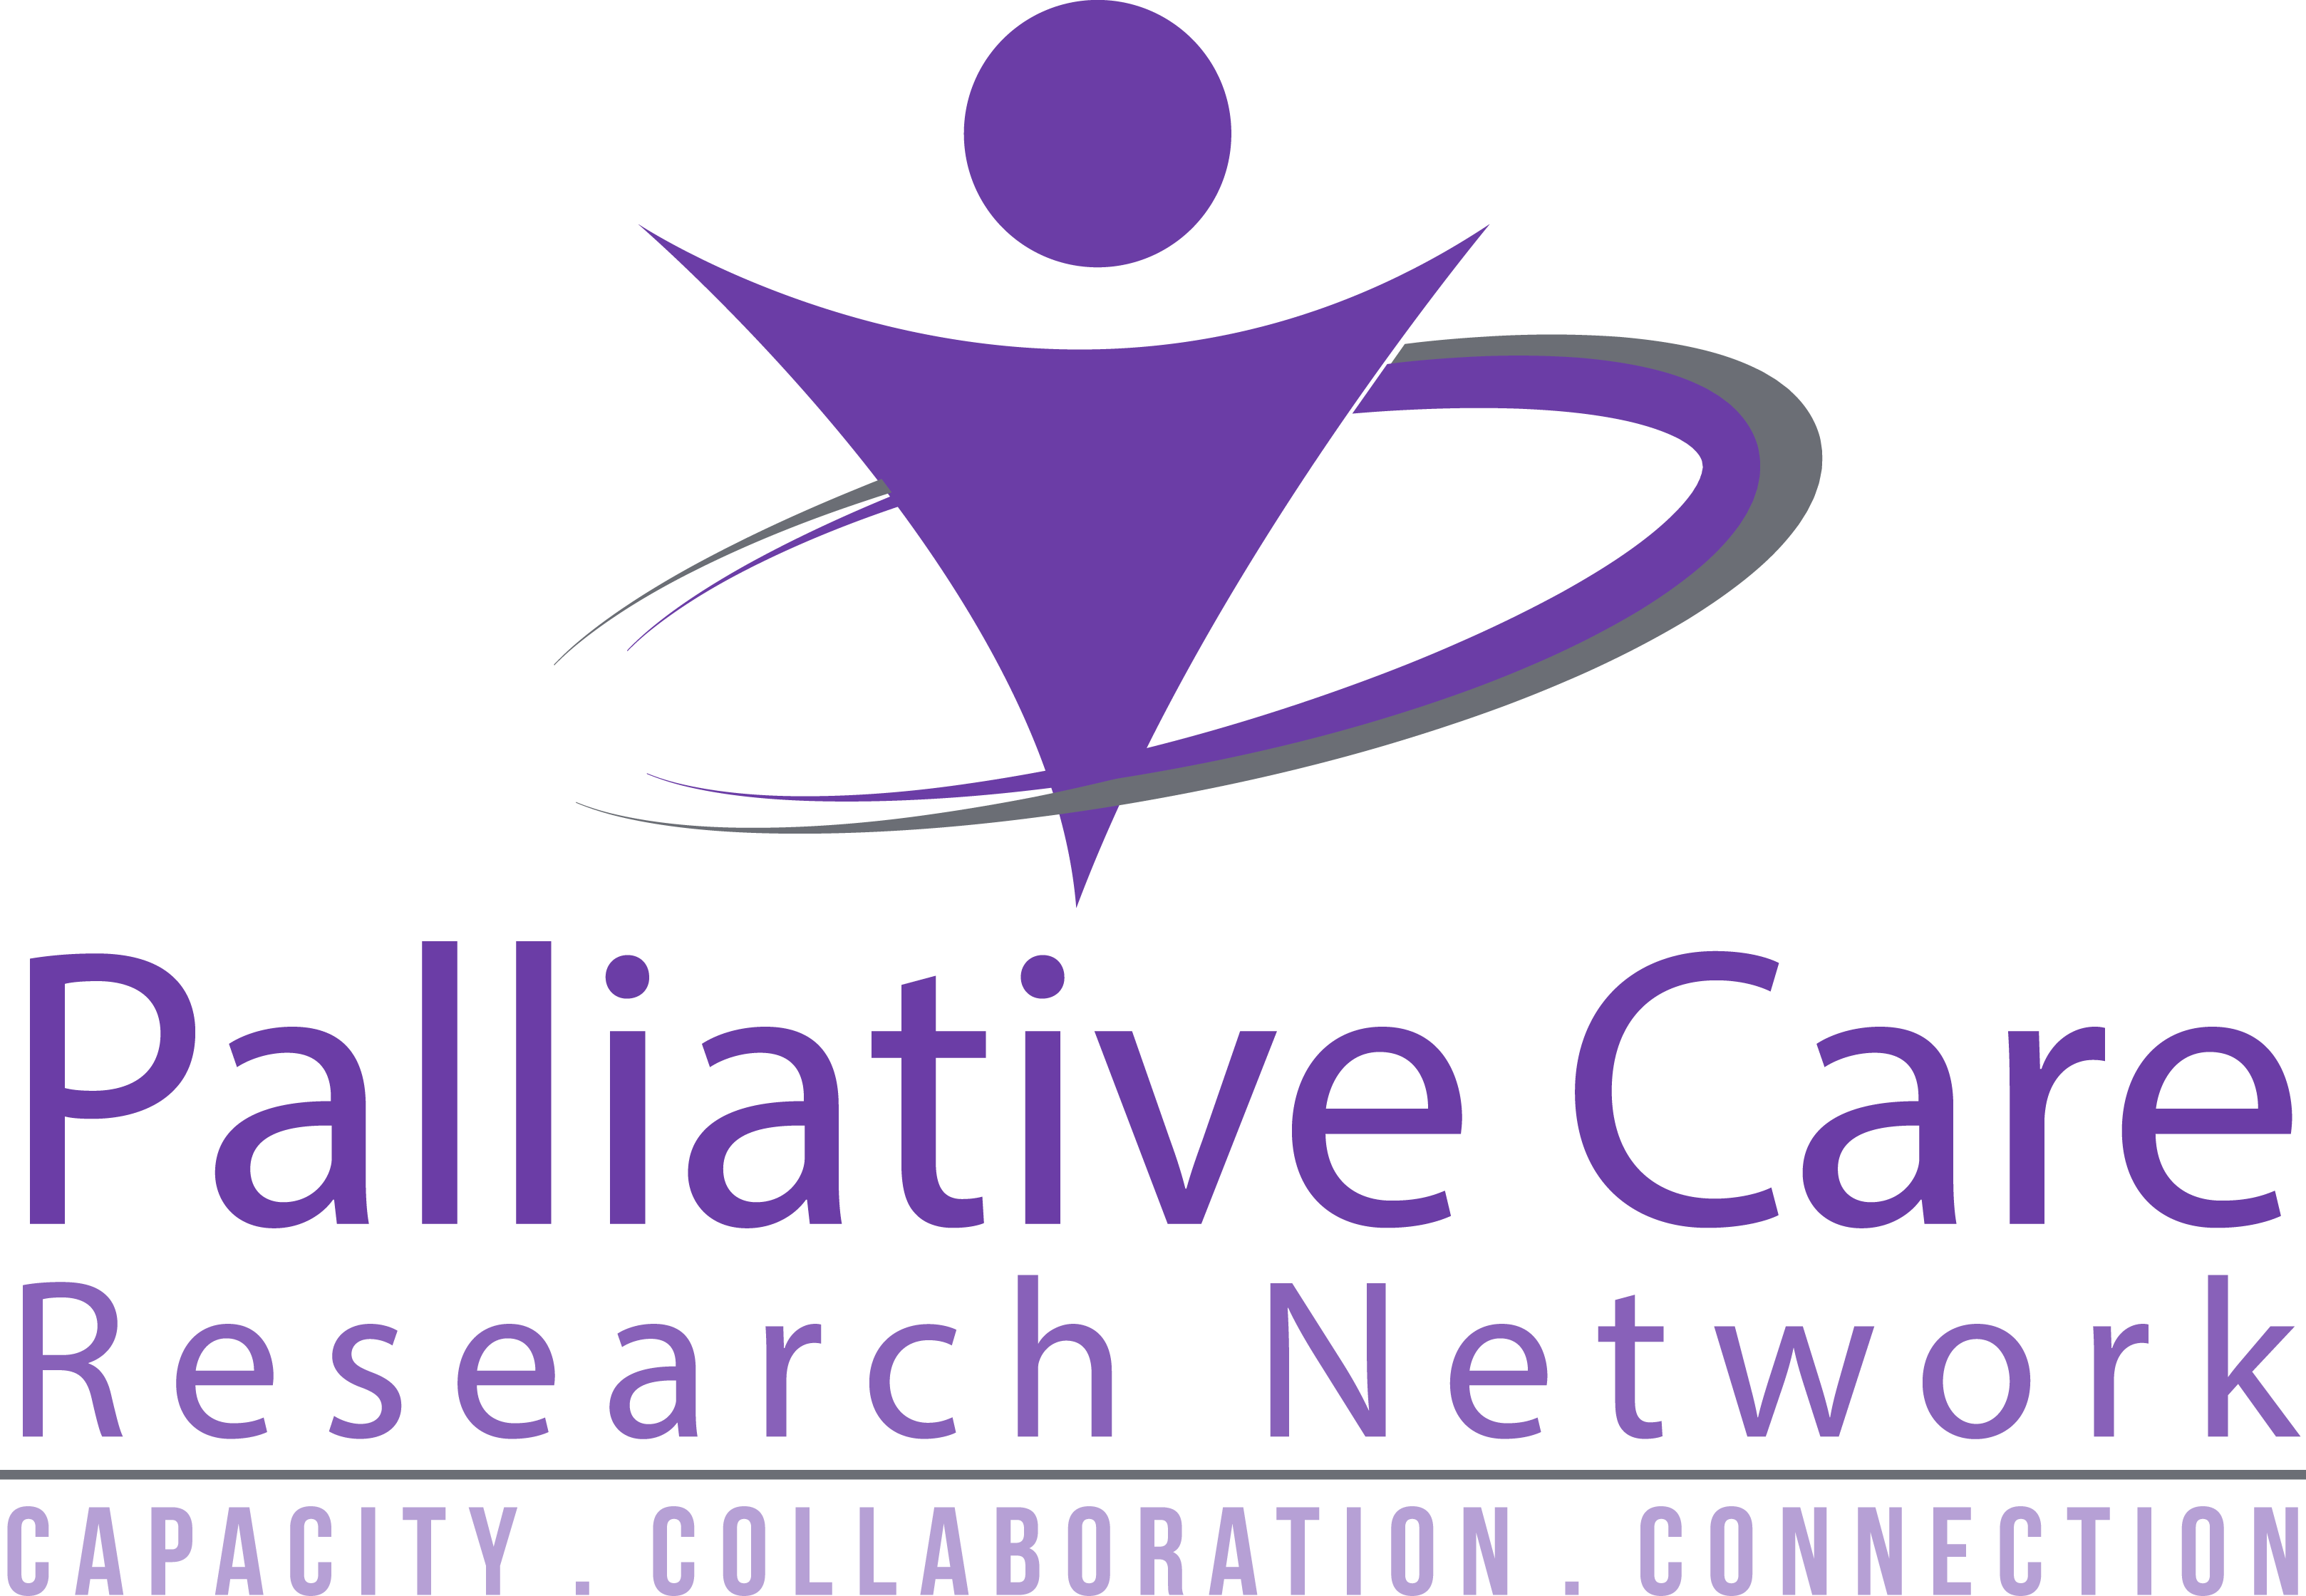 Palliative Care
Research Network
CAPACITY . COLLABORATION . CONNECTION